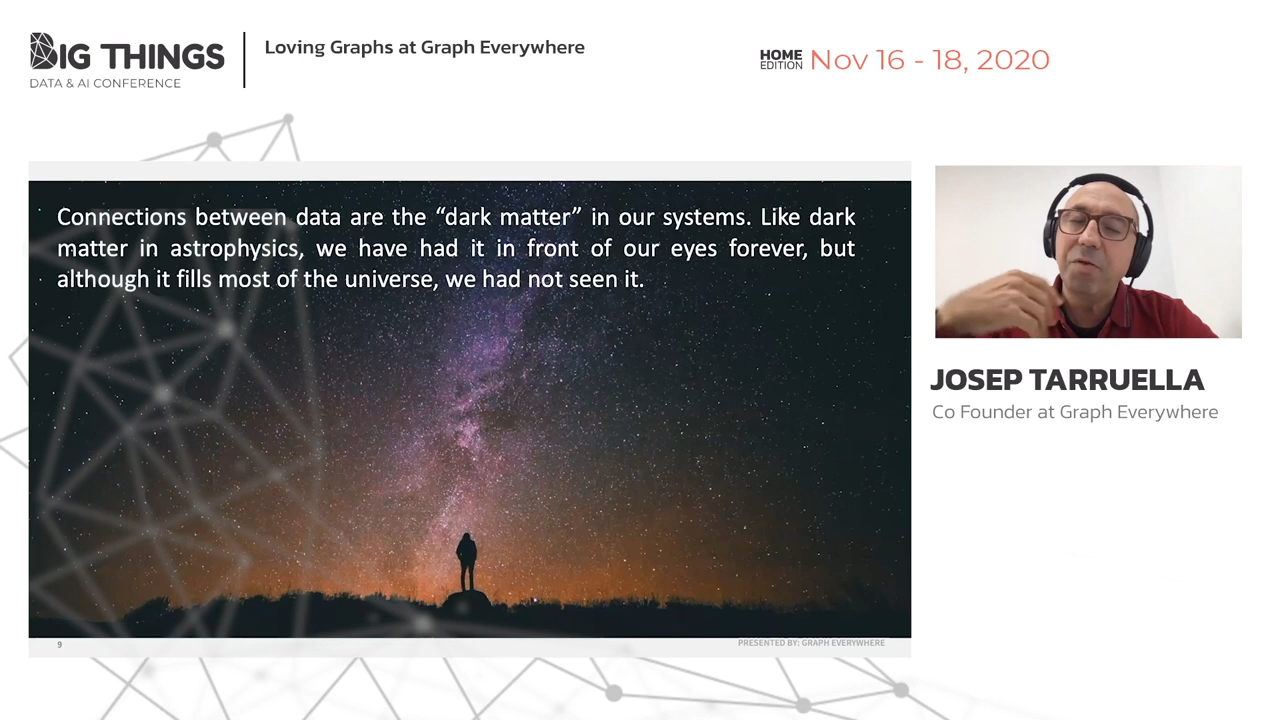 BIG THINGS
DATA & AI CONFERENCE
Loving Graphs at Graph Everywhere
HOME
EDITION
Nov 16 - 18, 2020
Connections between data are the “dark matter” in our systems. Like dark
matter in astrophysics, we have had it in front of our eyes forever, but
although it fills most of the universe, we had not seen it.
JOSEP TARRUELLA
Co Founder at Graph Everywhere
9
PRESENTED BY: GRAPH EVERYWHERE